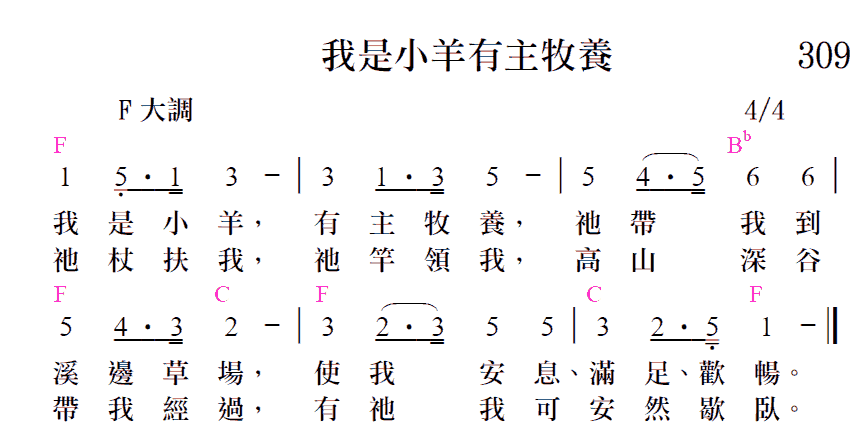 我是小羊有主牧養 309
F 大調 4/4
F B♭
1 5 · 1 3 - | 3 1 · 3 5 - | 5 4 · 5 6 6 |
我是小羊，有主牧養，祂帶我到
祂杖扶我，祂竿領我，高山深谷
F C F C F
5 4 · 3 2 - | 3 2 · 3 5 5 | 3 2 · 5 1 - ‖
溪邊草場，使我安息、滿足、歡暢。
帶我經過，有祂我可安然歇臥。